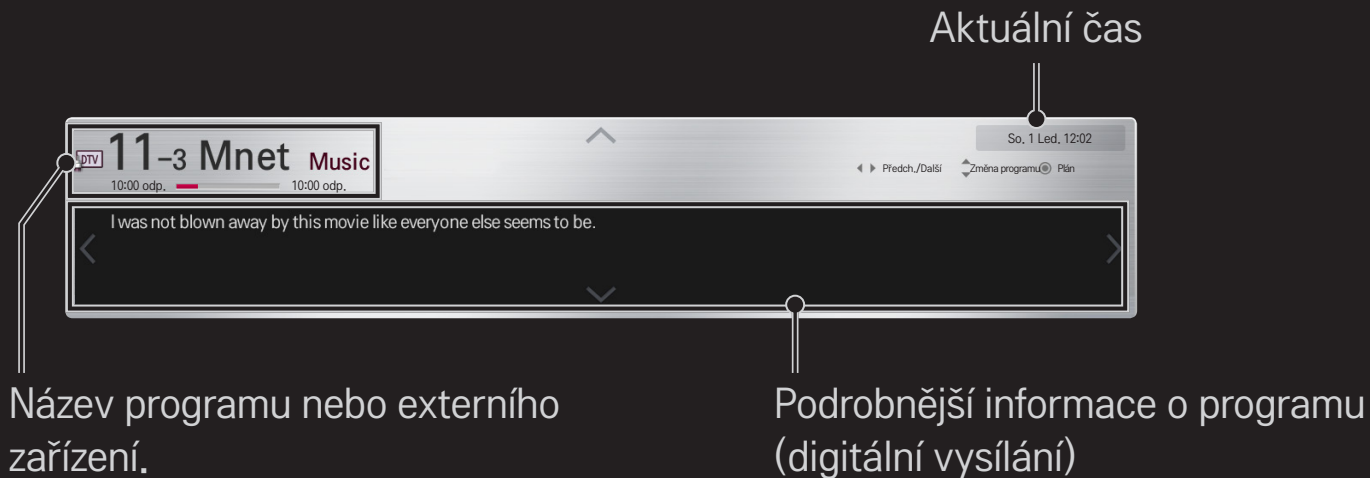 Aktuální čas
So, 1 Led, 12:02
DTV 11-3 Mnet Music
10:00 odp. 10:00 odp.
Předch./Další Změna programu Plán
I was not blown away by this movie like everyone else seems to be.
Název programu nebo externího
zařízení.
Podrobnější informace o programu
(digitální vysílání)